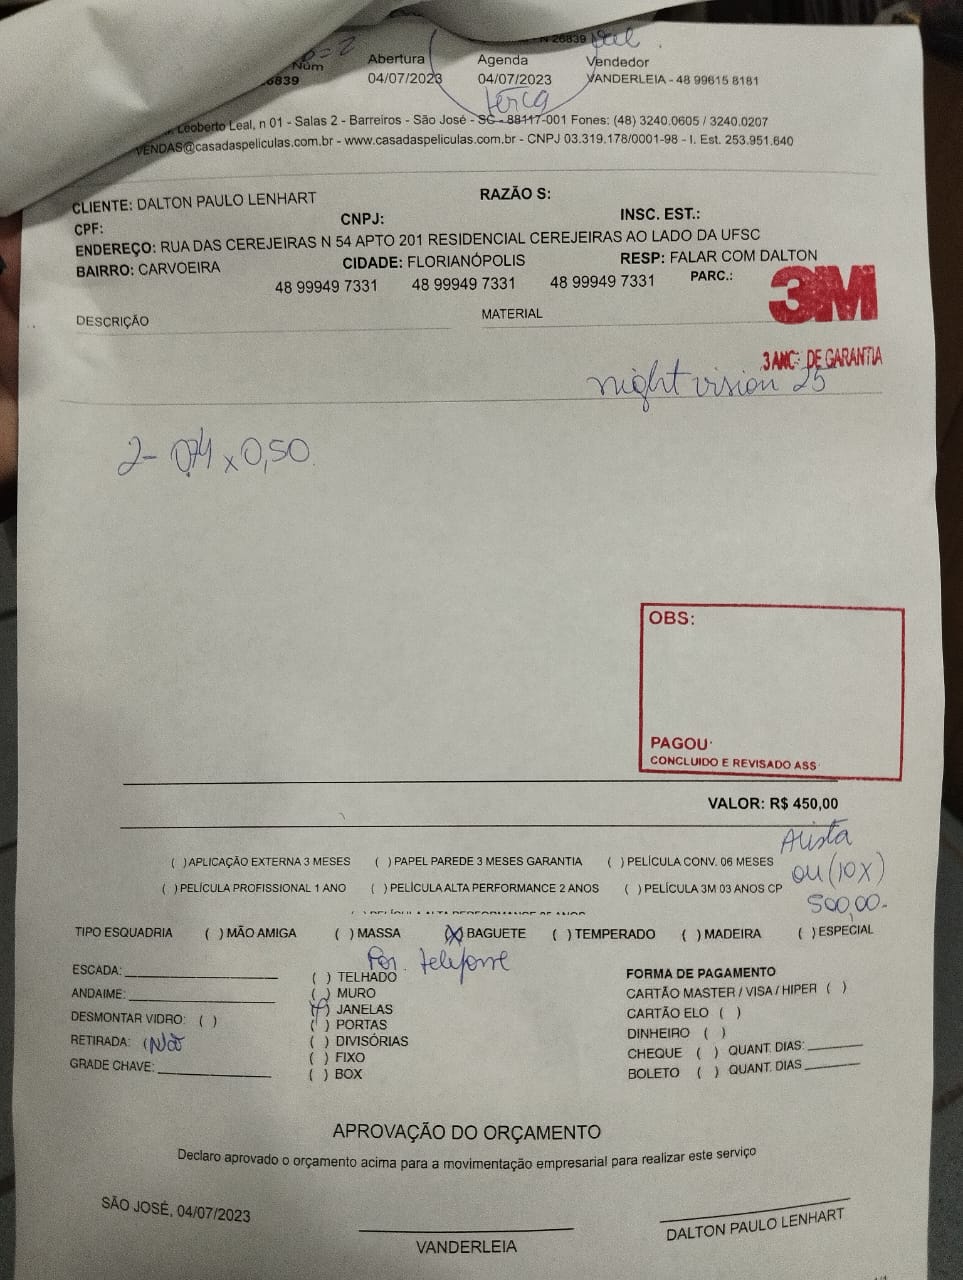 N 26839
Núm Abertura Agenda Vendedor
6839 04/07/2023 04/07/2023 VANDERLEIA - 48 99615 8181
terça
Leoberto Leal, n 01 - Salas 2 - Barreiros - São José - SC - 88117-001 Fones: (48) 3240.0605 / 3240.0207
VENDAS@casadaspeliculas.com.br - www.casadaspeliculas.com.br - CNPJ 03.319.178/0001-98 - I. Est. 253.951.640
CLIENTE: DALTON PAULO LENHART RAZÃO S:
CPF: CNPJ: INSC. EST.:
ENDEREÇO: RUA DAS CEREJEIRAS N 54 APTO 201 RESIDENCIAL CEREJEIRAS AO LADO DA UFSC
BAIRRO: CARVOEIRA CIDADE: FLORIANÓPOLIS RESP: FALAR COM DALTON
48 99949 7331 48 99949 7331 48 99949 7331 PARC.:
3M
DESCRIÇÃO MATERIAL
3 ANOS DE GARANTIA
night vision 25
2- 0,74 x 0,50
OBS:
PAGOU:
CONCLUIDO E REVISADO ASS
VALOR: R$ 450,00
Avista
ou (10x)
500,00-
( ) APLICAÇÃO EXTERNA 3 MESES ( ) PAPEL PAREDE 3 MESES GARANTIA ( ) PELÍCULA CONV. 06 MESES
( ) PELÍCULA PROFISSIONAL 1 ANO ( ) PELÍCULA ALTA PERFORMANCE 2 ANOS ( ) PELÍCULA 3M 03 ANOS CP
TIPO ESQUADRIA ( ) MÃO AMIGA ( ) MASSA (X) BAGUETE ( ) TEMPERADO ( ) MADEIRA ( ) ESPECIAL
Por telefone
ESCADA: ( ) TELHADO FORMA DE PAGAMENTO
ANDAIME: ( ) MURO CARTÃO MASTER / VISA / HIPER ( )
DESMONTAR VIDRO: ( ) (X) JANELAS CARTÃO ELO ( )
( ) PORTAS DINHEIRO ( )
RETIRADA: (Não ( ) DIVISÓRIAS CHEQUE ( ) QUANT. DIAS:
GRADE CHAVE: ( ) FIXO BOLETO ( ) QUANT. DIAS
( ) BOX
APROVAÇÃO DO ORÇAMENTO
Declaro aprovado o orçamento acima para a movimentação empresarial para realizar este serviço
SÃO JOSÉ, 04/07/2023
VANDERLEIA
DALTON PAULO LENHART